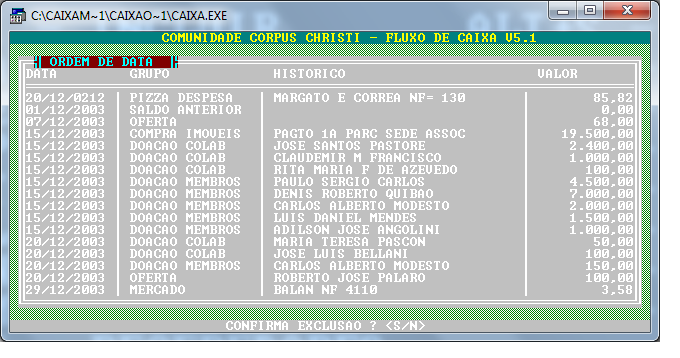 C:\CAIXAM~1\CAIXAO~1\CAIXA.EXE
COMUNIDADE CORPUS CHRISTI - FLUXO DE CAIXA V5.1
ORDEM DE DATA
DATA GRUPO HISTORICO VALOR
20/12/0212 PIZZA DESPESA MARGATO E CORREA NF= 130 85,82
01/12/2003 SALDO ANTERIOR 0,00
07/12/2003 OFERTA 68,00
15/12/2003 COMPRA IMOVEIS PAGTO 1A PARC SEDE ASSOC 19.500,00
15/12/2003 DOACAO COLAB JOSE SANTOS PASTORE 2.400,00
15/12/2003 DOACAO COLAB CLAUDEMIR M FRANCISCO 1.000,00
15/12/2003 DOACAO COLAB RITA MARIA F DE AZEVEDO 100,00
15/12/2003 DOACAO MEMBROS PAULO SERGIO CARLOS 4.500,00
15/12/2003 DOACAO MEMBROS DENIS ROBERTO QUIBAO 7.000,00
15/12/2003 DOACAO MEMBROS CARLOS ALBERTO MODESTO 2.000,00
15/12/2003 DOACAO MEMBROS LUIS DANIEL MENDES 1.500,00
15/12/2003 DOACAO MEMBROS ADILSON JOSE ANGOLINI 1.000,00
20/12/2003 DOACAO COLAB MARIA TERESA PASCON 50,00
20/12/2003 DOACAO COLAB JOSE LUIS BELLANI 100,00
20/12/2003 DOACAO MEMBROS CARLOS ALBERTO MODESTO 150,00
20/12/2003 OFERTA ROBERTO JOSE PALARO 100,00
29/12/2003 MERCADO BALAN NF 4110 3,58
CONFIRMA EXCLUSAO ? <S/N>